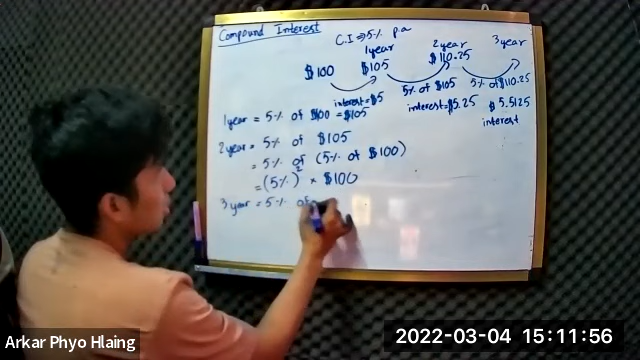 Compound Interest
C.I ⇒ 5% p.a
1year 2year 3year
$100 $105 $110.25
interest = $5 5% of $105 5% of $110.25
interest = $5.25 $5.5125
interest
1year = 5% of $100 = $105
2year = 5% of $105
= 5% of (5% of $100)
= (5%)² × $100
3year = 5% of
Arkar Phyo Hlaing
2022-03-04 15:11:56